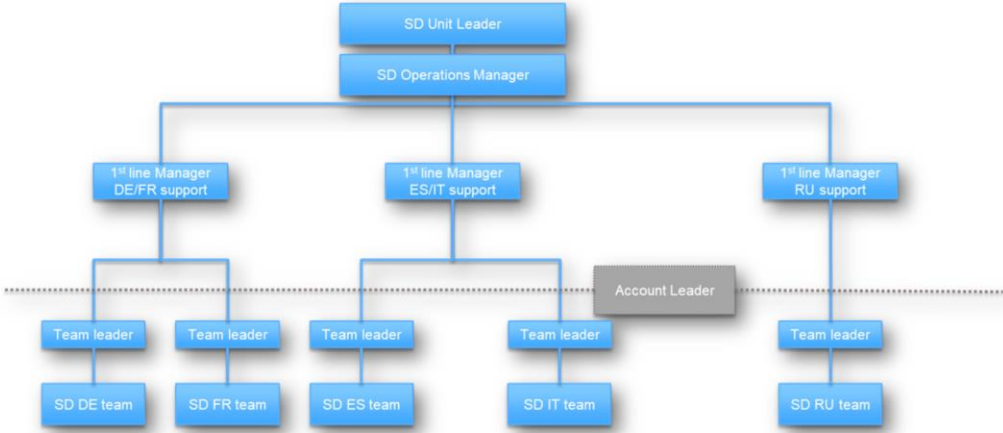 SD Unit Leader
SD Operations Manager
1st line Manager
DE/FR support
1st line Manager
ES/IT support
1st line Manager
RU support
Account Leader
Team leader
Team leader
Team leader
Team leader
Team leader
SD DE team
SD FR team
SD ES team
SD IT team
SD RU team